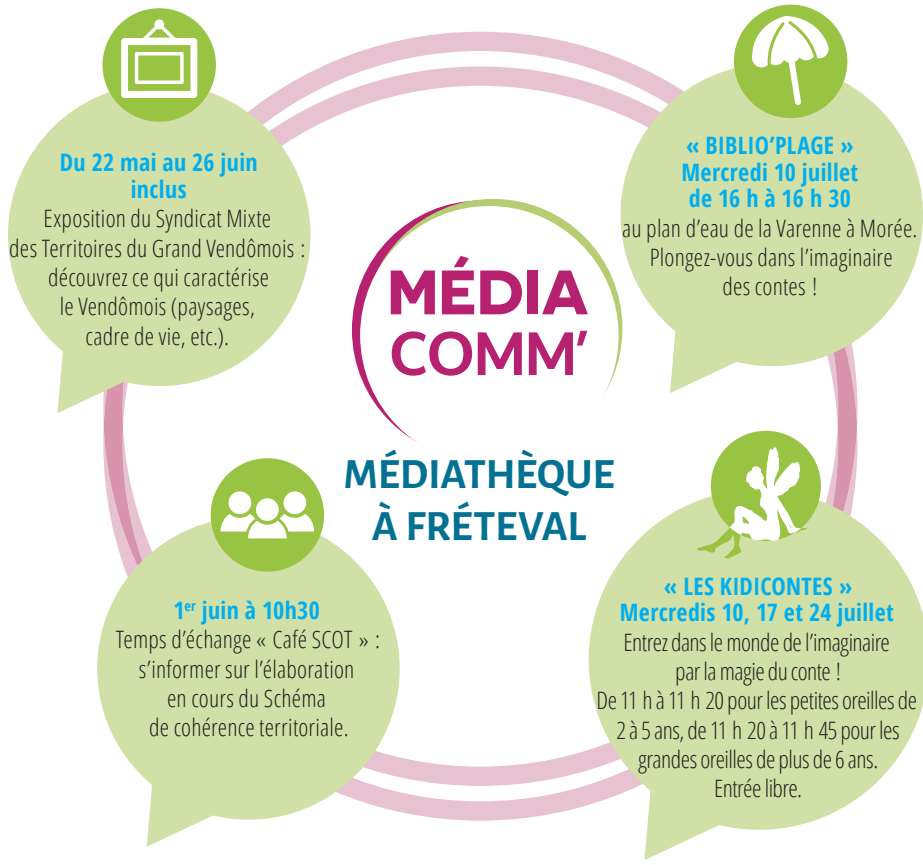 Du 22 mai au 26 juin
inclus
Exposition du Syndicat Mixte
des Territoires du Grand Vendômois :
découvrez ce qui caractérise
le Vendômois (paysages,
cadre de vie, etc.).
« BIBLIO’PLAGE »
Mercredi 10 juillet
de 16 h à 16 h 30
au plan d’eau de la Varenne à Morée.
Plongez-vous dans l’imaginaire
des contes !
MÉDIA
COMM’
MÉDIATHÈQUE
À FRÉTEVAL
1er juin à 10h30
Temps d’échange « Café SCOT » :
s’informer sur l’élaboration
en cours du Schéma
de cohérence territoriale.
« LES KIDICONTES »
Mercredis 10, 17 et 24 juillet
Entrez dans le monde de l’imaginaire
par la magie du conte !
De 11 h à 11 h 20 pour les petites oreilles de
2 à 5 ans, de 11 h 20 à 11 h 45 pour les
grandes oreilles de plus de 6 ans.
Entrée libre.